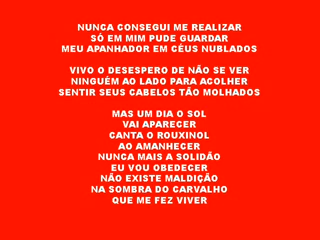 NUNCA CONSEGUI ME REALIZAR
SÓ EM MIM PUDE GUARDAR
MEU APANHADOR EM CÉUS NUBLADOS
VIVO O DESESPERO DE NÃO SE VER
NINGUÉM AO LADO PARA ACOLHER
SENTIR SEUS CABELOS TÃO MOLHADOS
MAS UM DIA O SOL
VAI APARECER
CANTA O ROUXINOL
AO AMANHECER
NUNCA MAIS A SOLIDÃO
EU VOU OBEDECER
NÃO EXISTE MALDIÇÃO
NA SOMBRA DO CARVALHO
QUE ME FEZ VIVER